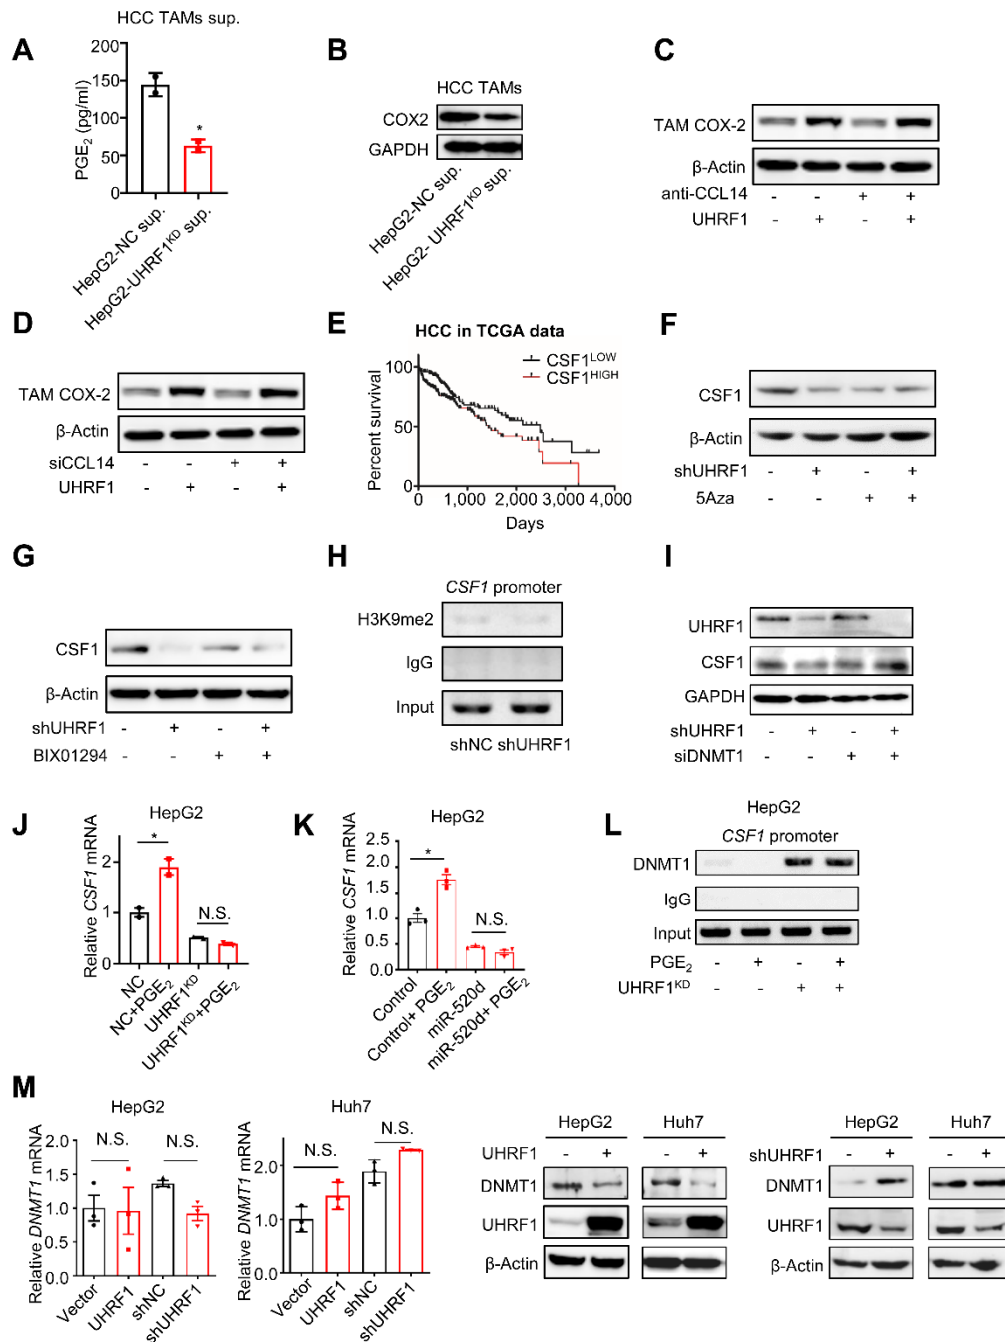 A
HCC TAMs sup.
PGE2 (pg/ml)
200
150
100
50
0
*
HepG2-NC sup.
HepG2-UHRF1KD sup.
B
HCC TAMs
COX2
GAPDH
HepG2-NC sup.
HepG2- UHRF1KD sup.
C
TAM COX-2
β-Actin
anti-CCL14 - - + +
UHRF1 - + - +
D
TAM COX-2
β-Actin
siCCL14 - - + +
UHRF1 - + - +
E
HCC in TCGA data
CSF1LOW
CSF1HIGH
Percent survival
100
50
0
0 1,000 2,000 3,000 4,000
Days
F
CSF1
β-Actin
shUHRF1 - + - +
5Aza - - + +
G
CSF1
β-Actin
shUHRF1 - + - +
BIX01294 - - + +
H
CSF1 promoter
H3K9me2
IgG
Input
shNC shUHRF1
I
UHRF1
CSF1
GAPDH
shUHRF1 - + - +
siDNMT1 - - + +
J
HepG2
Relative CSF1 mRNA
2
1
0
*
N.S.
NC
NC+PGE2
UHRF1KD
UHRF1KD+PGE2
K
HepG2
Relative CSF1 mRNA
2.0
1.5
1.0
0.5
0.0
*
N.S.
Control
Control+ PGE2
miR-520d
miR-520d+ PGE2
L
HepG2
CSF1 promoter
DNMT1
IgG
Input
PGE2 - + - +
UHRF1KD - - + +
M
HepG2
Relative DNMT1 mRNA
2.0
1.5
1.0
0.5
0.0
N.S.
N.S.
Vector
UHRF1
shNC
shUHRF1
Huh7
Relative DNMT1 mRNA
2.0
1.0
0.0
N.S.
N.S.
Vector
UHRF1
shNC
shUHRF1
HepG2 Huh7
UHRF1 - + - +
DNMT1
UHRF1
β-Actin
HepG2 Huh7
shUHRF1 - + - +
DNMT1
UHRF1
β-Actin